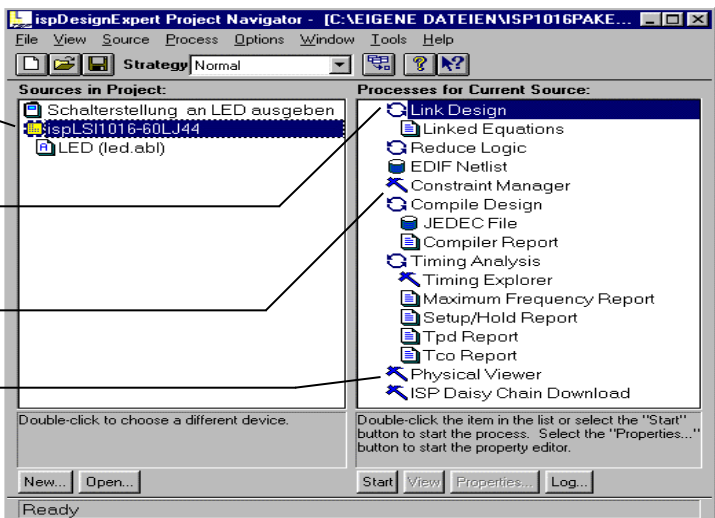 ispDesignExpert Project Navigator - [C:\EIGENE DATEIEN\ISP1016PAKE...
File View Source Process Options Window Tools Help
Strategy Normal
Sources in Project:
Schalterstellung an LED ausgeben
ispLSI1016-60LJ44
LED (led.abl)
Double-click to choose a different device.
New... Open...
Processes for Current Source:
Link Design
Linked Equations
Reduce Logic
EDIF Netlist
Constraint Manager
Compile Design
JEDEC File
Compiler Report
Timing Analysis
Timing Explorer
Maximum Frequency Report
Setup/Hold Report
Tpd Report
Tco Report
Physical Viewer
ISP Daisy Chain Download
Double-click the item in the list or select the "Start"
button to start the process. Select the "Properties..."
button to start the property editor.
Start View Properties... Log...
Ready